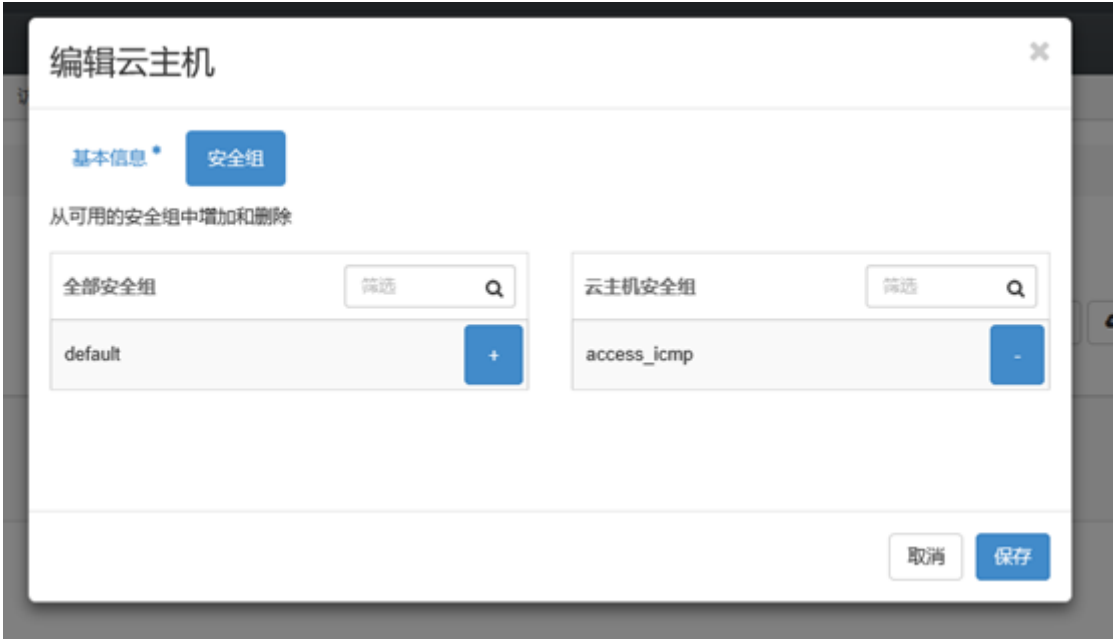 编辑云主机 ×
基本信息 * 安全组
从可用的安全组中增加和删除
全部安全组 筛选 云主机安全组 筛选
default + access_icmp -
取消 保存